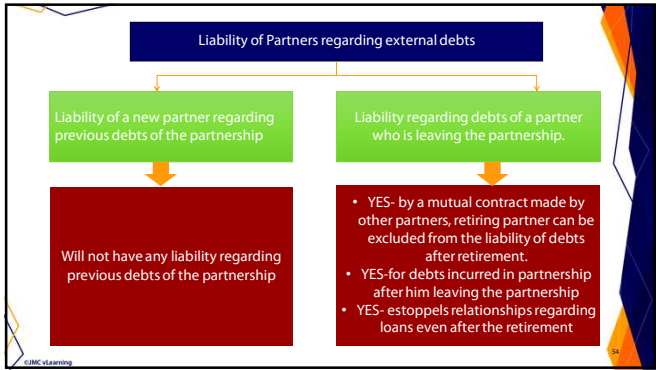 Liability of Partners regarding external debts
Liability of a new partner regarding
previous debts of the partnership
Liability regarding debts of a partner
who is leaving the partnership.
Will not have any liability regarding
previous debts of the partnership
• YES- by a mutual contract made by
other partners, retiring partner can be
excluded from the liability of debts
after retirement.
• YES-for debts incurred in partnership
after him leaving the partnership
• YES- estoppels relationships regarding
loans even after the retirement
54
©JMC vLearning